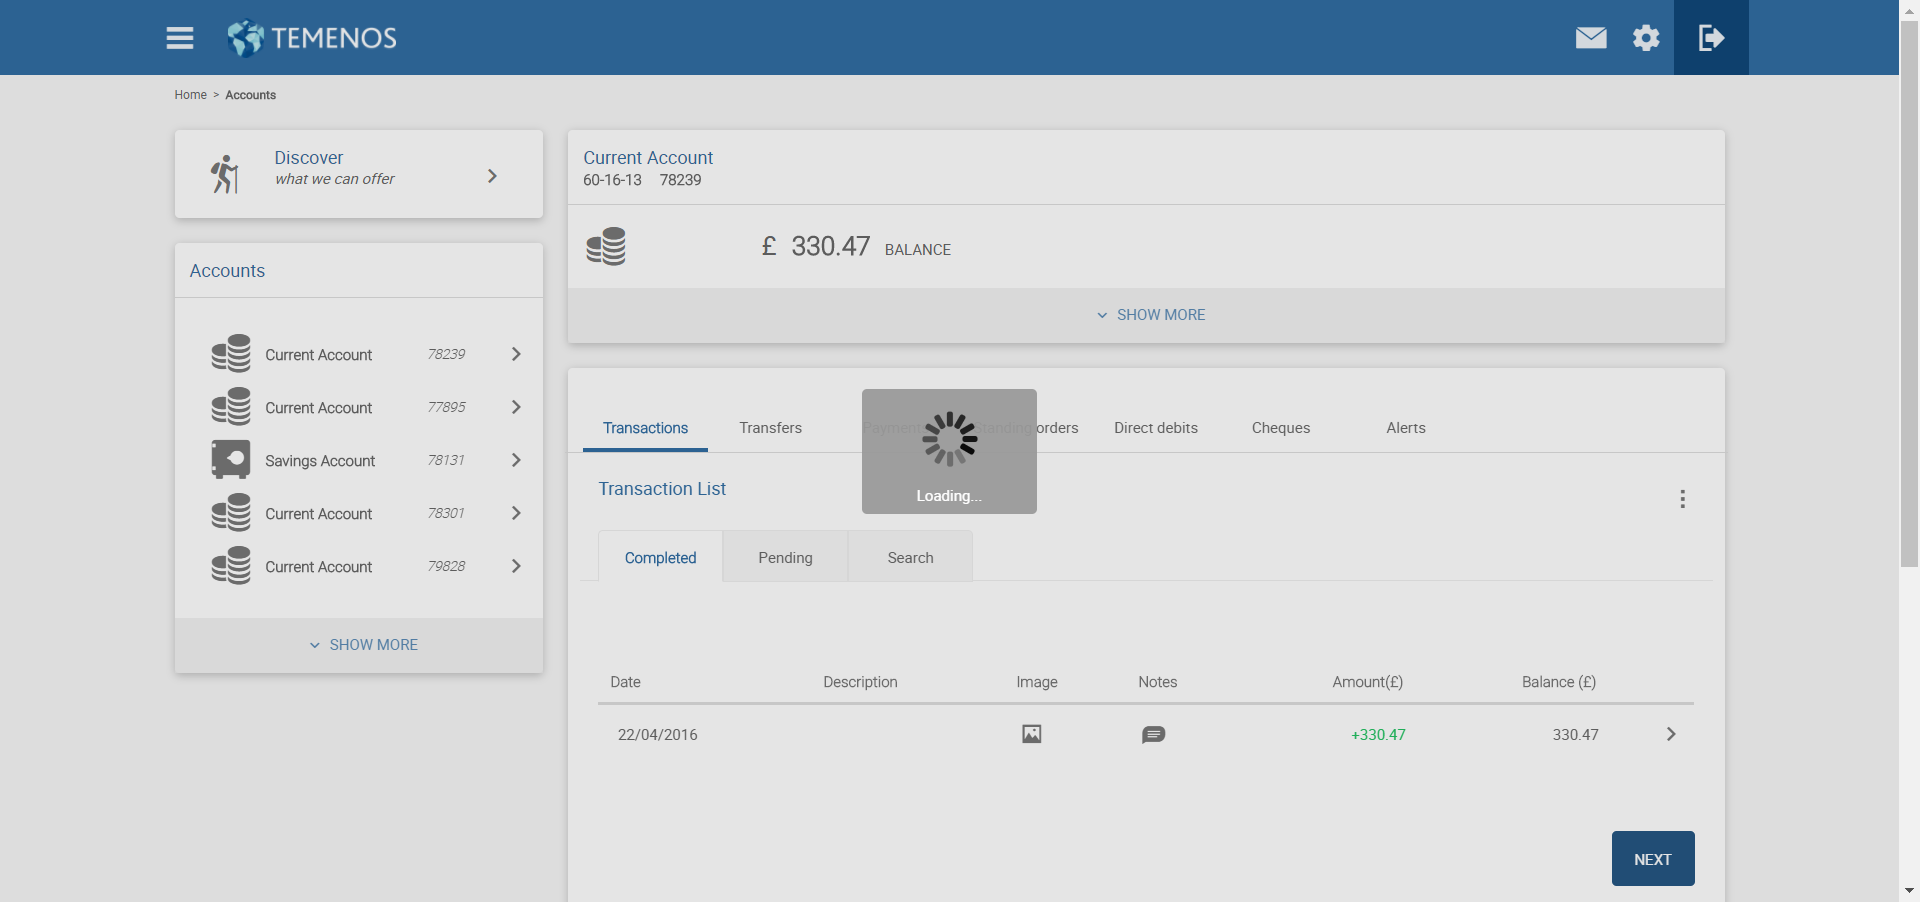 TEMENOS
Home > Accounts
Discover
what we can offer
Accounts
Current Account 78239
Current Account 77895
Savings Account 78131
Current Account 78301
Current Account 79828
SHOW MORE
Current Account
60-16-13 78239
£ 330.47 BALANCE
SHOW MORE
Transactions Transfers Payments Standing orders Direct debits Cheques Alerts
Loading...
Transaction List
Completed Pending Search
Date Description Image Notes Amount(£) Balance (£)
22/04/2016 +330.47 330.47
NEXT